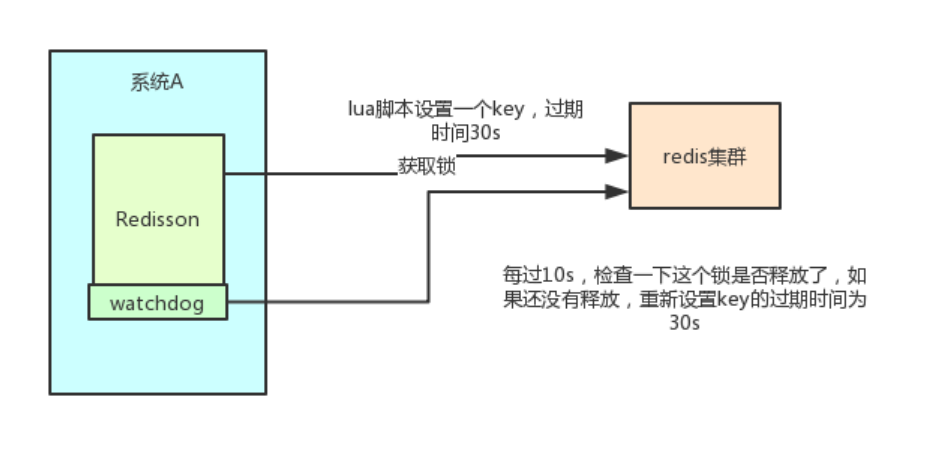 系统A
lua脚本设置一个key，过期
时间30s
获取锁
redis集群
Redisson
watchdog
每过10s，检查一下这个锁是否释放了，如
果还没有释放，重新设置key的过期时间为
30s